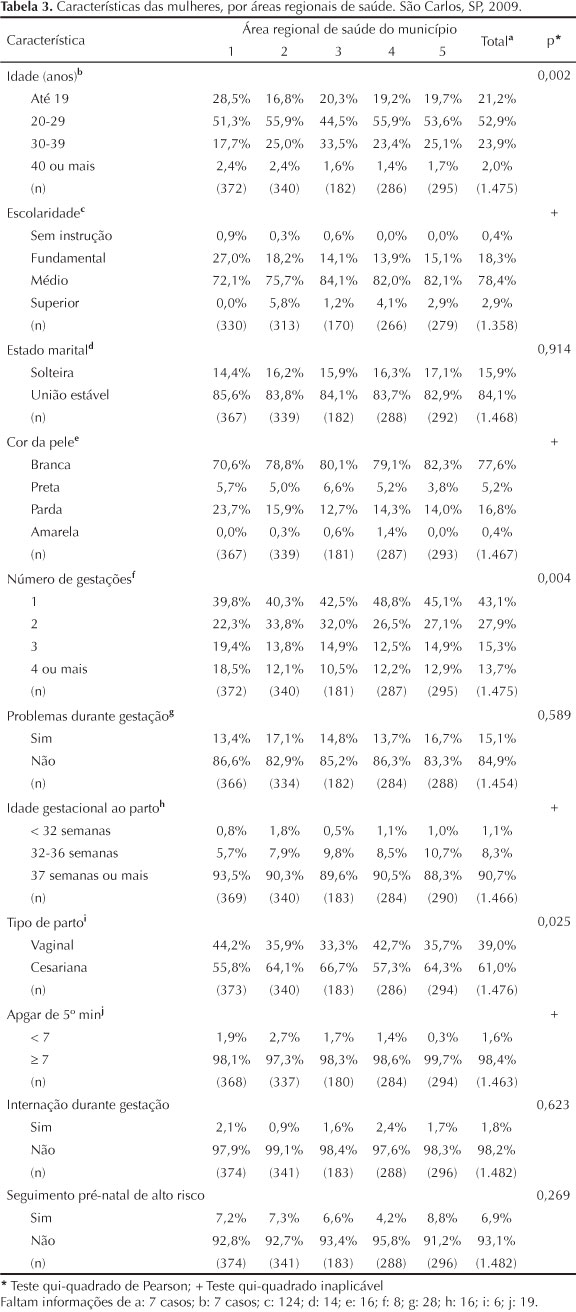 Tabela 3. Características das mulheres, por áreas regionais de saúde. São Carlos, SP, 2009.
Característica Área regional de saúde do município Totala p*
1 2 3 4 5
Idade (anos)b 0,002
Até 19 28,5% 16,8% 20,3% 19,2% 19,7% 21,2%
20-29 51,3% 55,9% 44,5% 55,9% 53,6% 52,9%
30-39 17,7% 25,0% 33,5% 23,4% 25,1% 23,9%
40 ou mais 2,4% 2,4% 1,6% 1,4% 1,7% 2,0%
(n) (372) (340) (182) (286) (295) (1.475)
Escolaridadec +
Sem instrução 0,9% 0,3% 0,6% 0,0% 0,0% 0,4%
Fundamental 27,0% 18,2% 14,1% 13,9% 15,1% 18,3%
Médio 72,1% 75,7% 84,1% 82,0% 82,1% 78,4%
Superior 0,0% 5,8% 1,2% 4,1% 2,9% 2,9%
(n) (330) (313) (170) (266) (279) (1.358)
Estado maritald 0,914
Solteira 14,4% 16,2% 15,9% 16,3% 17,1% 15,9%
União estável 85,6% 83,8% 84,1% 83,7% 82,9% 84,1%
(n) (367) (339) (182) (288) (292) (1.468)
Cor da pelee +
Branca 70,6% 78,8% 80,1% 79,1% 82,3% 77,6%
Preta 5,7% 5,0% 6,6% 5,2% 3,8% 5,2%
Parda 23,7% 15,9% 12,7% 14,3% 14,0% 16,8%
Amarela 0,0% 0,3% 0,6% 1,4% 0,0% 0,4%
(n) (367) (339) (181) (287) (293) (1.467)
Número de gestaçõesf 0,004
1 39,8% 40,3% 42,5% 48,8% 45,1% 43,1%
2 22,3% 33,8% 32,0% 26,5% 27,1% 27,9%
3 19,4% 13,8% 14,9% 12,5% 14,9% 15,3%
4 ou mais 18,5% 12,1% 10,5% 12,2% 12,9% 13,7%
(n) (372) (340) (181) (287) (295) (1.475)
Problemas durante gestaçãog 0,589
Sim 13,4% 17,1% 14,8% 13,7% 16,7% 15,1%
Não 86,6% 82,9% 85,2% 86,3% 83,3% 84,9%
(n) (366) (334) (182) (284) (288) (1.454)
Idade gestacional ao partoh +
< 32 semanas 0,8% 1,8% 0,5% 1,1% 1,0% 1,1%
32-36 semanas 5,7% 7,9% 9,8% 8,5% 10,7% 8,3%
37 semanas ou mais 93,5% 90,3% 89,6% 90,5% 88,3% 90,7%
(n) (369) (340) (183) (284) (290) (1.466)
Tipo de partoi 0,025
Vaginal 44,2% 35,9% 33,3% 42,7% 35,7% 39,0%
Cesariana 55,8% 64,1% 66,7% 57,3% 64,3% 61,0%
(n) (373) (340) (183) (286) (294) (1.476)
Apgar de 5º minj +
< 7 1,9% 2,7% 1,7% 1,4% 0,3% 1,6%
≥ 7 98,1% 97,3% 98,3% 98,6% 99,7% 98,4%
(n) (368) (337) (180) (284) (294) (1.463)
Internação durante gestação 0,623
Sim 2,1% 0,9% 1,6% 2,4% 1,7% 1,8%
Não 97,9% 99,1% 98,4% 97,6% 98,3% 98,2%
(n) (374) (341) (183) (288) (296) (1.482)
Seguimento pré-natal de alto risco 0,269
Sim 7,2% 7,3% 6,6% 4,2% 8,8% 6,9%
Não 92,8% 92,7% 93,4% 95,8% 91,2% 93,1%
(n) (374) (341) (183) (288) (296) (1.482)
* Teste qui-quadrado de Pearson; + Teste qui-quadrado inaplicável
Faltam informações de a: 7 casos; b: 7 casos; c: 124; d: 14; e: 16; f: 8; g: 28; h: 16; i: 6; j: 19.